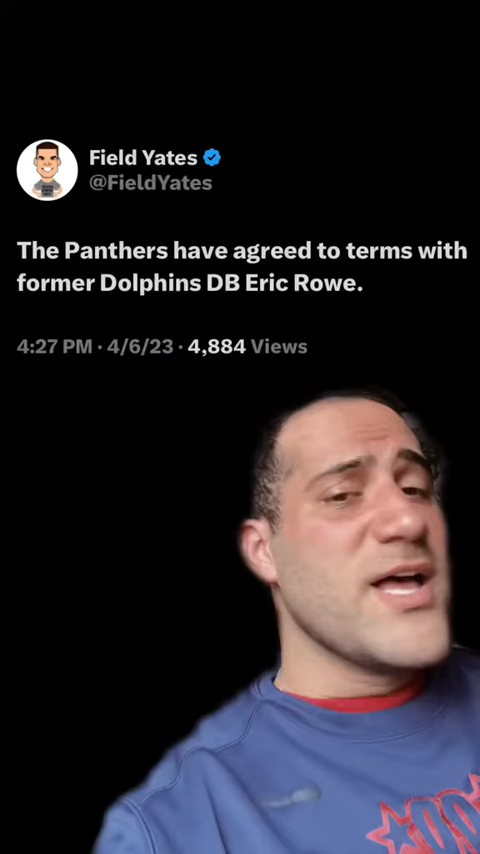 Field Yates
@FieldYates
The Panthers have agreed to terms with
former Dolphins DB Eric Rowe.
4:27 PM · 4/6/23 · 4,884 Views